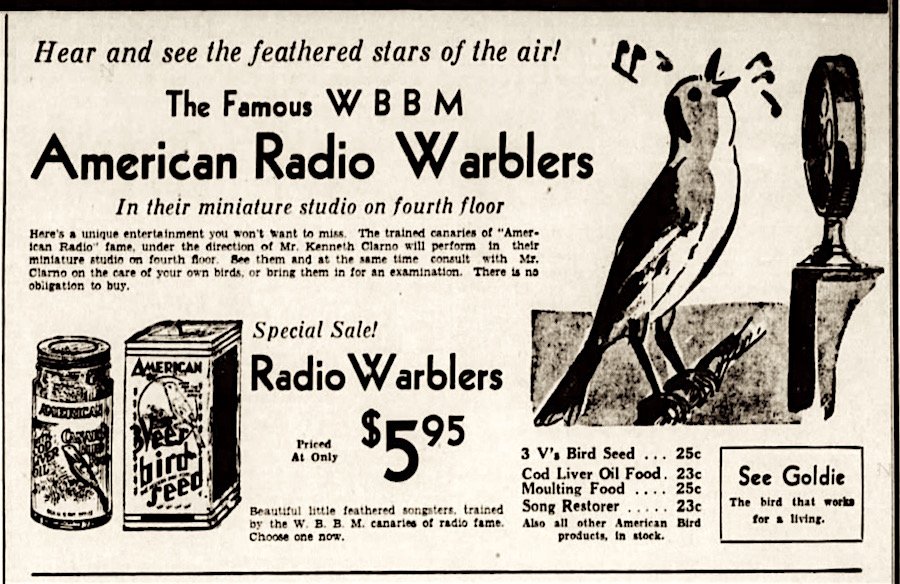 Hear and see the feathered stars of the air!
The Famous WBBM
American Radio Warblers
In their miniature studio on fourth floor
Here's a unique entertainment you won't want to miss. The trained canaries of "Amer-
ican Radio" fame, under the direction of Mr. Kenneth Clarno will perform in their
miniature studio on fourth floor. See them and at the same time consult with Mr.
Clarno on the care of your own birds, or bring them in for an examination. There is no
obligation to buy.
Special Sale!
Radio Warblers
Priced
At Only
$5.95
Beautiful little feathered songsters, trained
by the W. B. B. M. canaries of radio fame.
Choose one now.
AMERICAN
COD
LIVER
OIL
AMERICAN
bird
seed
3 V's Bird Seed ... 25c
Cod Liver Oil Food. 23c
Moulting Food .... 25c
Song Restorer ..... 23c
Also all other American Bird
products, in stock.
See Goldie
The bird that works
for a living.